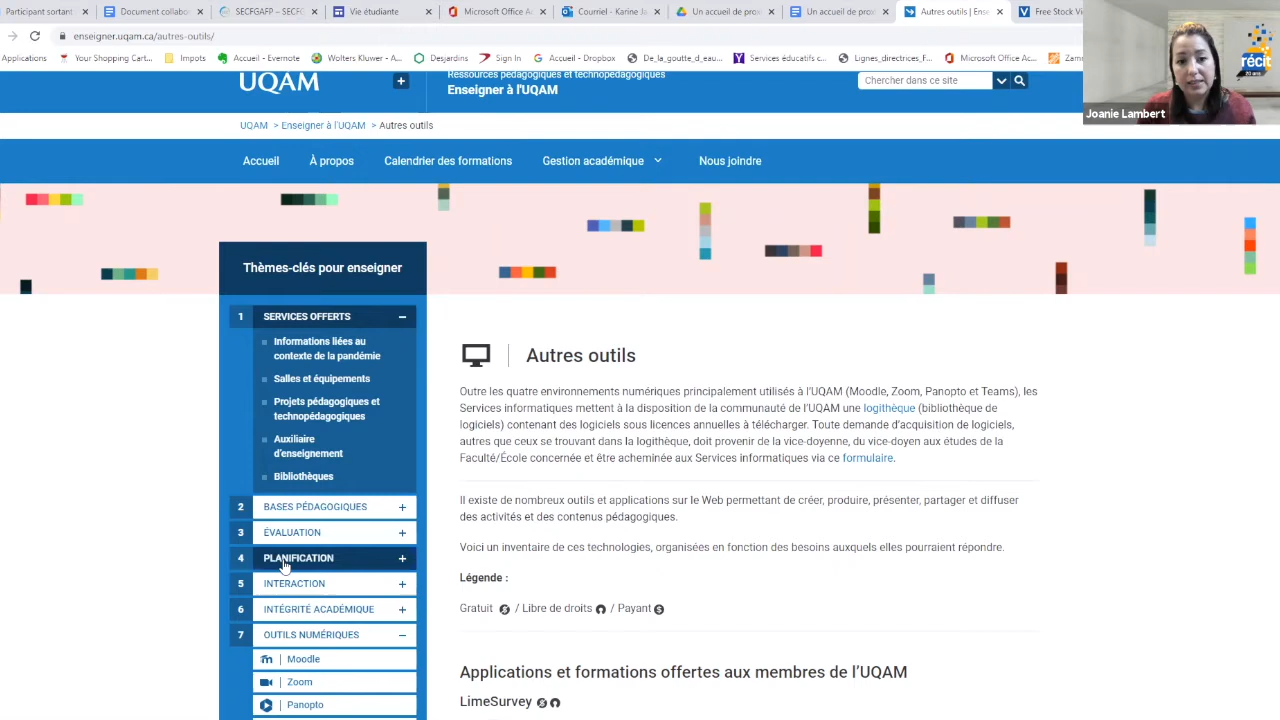 Participant sortant
Document collabo
SECFGAFP – SECFC
Vie étudiante
Microsoft Office A
Courriel - Karine Ja
Un accueil de prox
Un accueil de prox
Autres outils | Ense
Free Stock Vi
enseigner.uqam.ca/autres-outils/
Applications
Your Shopping Cart...
Impots
Accueil - Evernote
Wolters Kluwer - A...
Desjardins
Sign In
Accueil - Dropbox
De_la_goutte_d_eau...
Services éducatifs c...
Lignes_directrices_F...
Microsoft Office Ac...
Zam
UQAM
Ressources pédagogiques et technopédagogiques
Enseigner à l'UQAM
Chercher dans ce site
récit
20 ans
Joanie Lambert
UQAM > Enseigner à l'UQAM > Autres outils
Accueil
À propos
Calendrier des formations
Gestion académique
Nous joindre
Thèmes-clés pour enseigner
1 SERVICES OFFERTS −
Informations liées au
contexte de la pandémie
Salles et équipements
Projets pédagogiques et
technopédagogiques
Auxiliaire
d'enseignement
Bibliothèques
2 BASES PÉDAGOGIQUES +
3 ÉVALUATION +
4 PLANIFICATION +
5 INTERACTION +
6 INTÉGRITÉ ACADÉMIQUE +
7 OUTILS NUMÉRIQUES −
Moodle
Zoom
Panopto
Autres outils
Outre les quatre environnements numériques principalement utilisés à l'UQAM (Moodle, Zoom, Panopto et Teams), les
Services informatiques mettent à la disposition de la communauté de l'UQAM une logithèque (bibliothèque de
logiciels) contenant des logiciels sous licences annuelles à télécharger. Toute demande d'acquisition de logiciels,
autres que ceux se trouvant dans la logithèque, doit provenir de la vice-doyenne, du vice-doyen aux études de la
Faculté/École concernée et être acheminée aux Services informatiques via ce formulaire.
Il existe de nombreux outils et applications sur le Web permettant de créer, produire, présenter, partager et diffuser
des activités et des contenus pédagogiques.
Voici un inventaire de ces technologies, organisées en fonction des besoins auxquels elles pourraient répondre.
Légende :
Gratuit / Libre de droits / Payant
Applications et formations offertes aux membres de l'UQAM
LimeSurvey